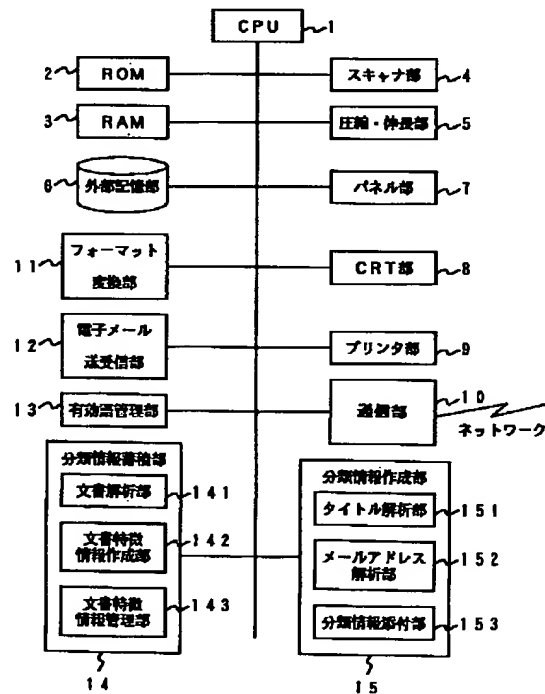 CPU 1
2 ROM
スキャナ部 4
3 RAM
圧縮・伸長部 5
6 外部記憶部
パネル部 7
11 フォーマット
変換部
CRT部 8
12 電子メール
送受信部
プリンタ部 9
13 有効語管理部
通信部 10
ネットワーク
分類情報蓄積部
文書解析部 141
文書特徴
情報作成部 142
文書特徴
情報管理部 143
14
分類情報作成部
タイトル解析部 151
メールアドレス
解析部 152
分類情報添付部 153
15